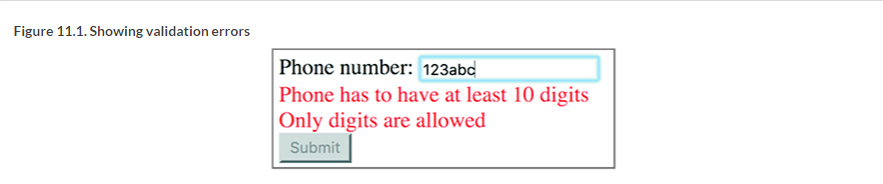 Figure 11.1. Showing validation errors
Phone number: 123abc
Phone has to have at least 10 digits
Only digits are allowed
Submit